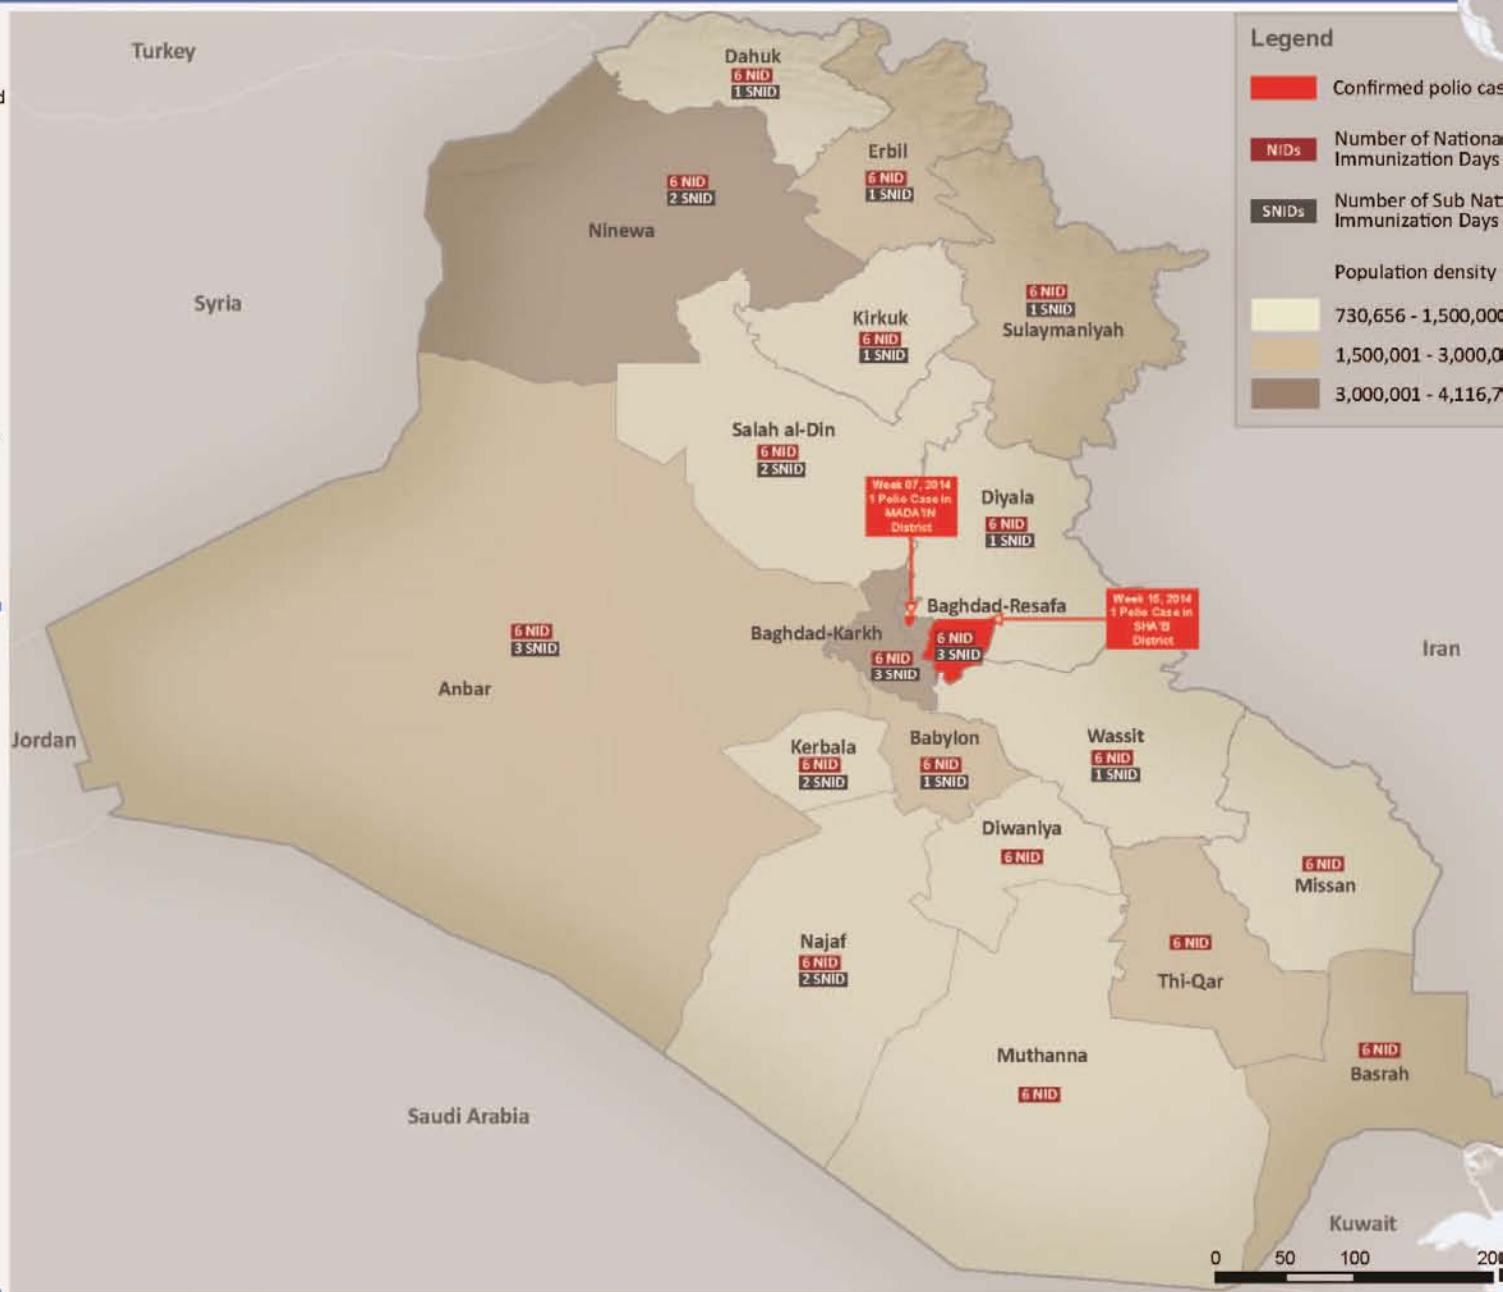 Turkey
Dahuk
6 NID
1 SNID
Erbil
6 NID
1 SNID
6 NID
2 SNID
Ninewa
Syria
Kirkuk
6 NID
1 SNID
6 NID
1 SNID
Sulaymaniyah
Salah al-Din
6 NID
2 SNID
Week 07, 2014
1 Polio Case in
MADA'IN
District
Diyala
6 NID
1 SNID
Baghdad-Resafa
6 NID
3 SNID
Week 15, 2014
1 Polio Case in
SHA'B
District
Baghdad-Karkh
6 NID
3 SNID
6 NID
3 SNID
Anbar
Iran
Jordan
Kerbala
6 NID
2 SNID
Babylon
6 NID
1 SNID
Wassit
6 NID
1 SNID
Diwaniya
6 NID
6 NID
Missan
Najaf
6 NID
2 SNID
6 NID
Thi-Qar
Muthanna
6 NID
6 NID
Basrah
Saudi Arabia
Kuwait
0 50 100 20
Legend
Confirmed polio cas
NIDs
Number of Nationa
Immunization Days
SNIDs
Number of Sub Nat
Immunization Days
Population density
730,656 - 1,500,000
1,500,001 - 3,000,0
3,000,001 - 4,116,7